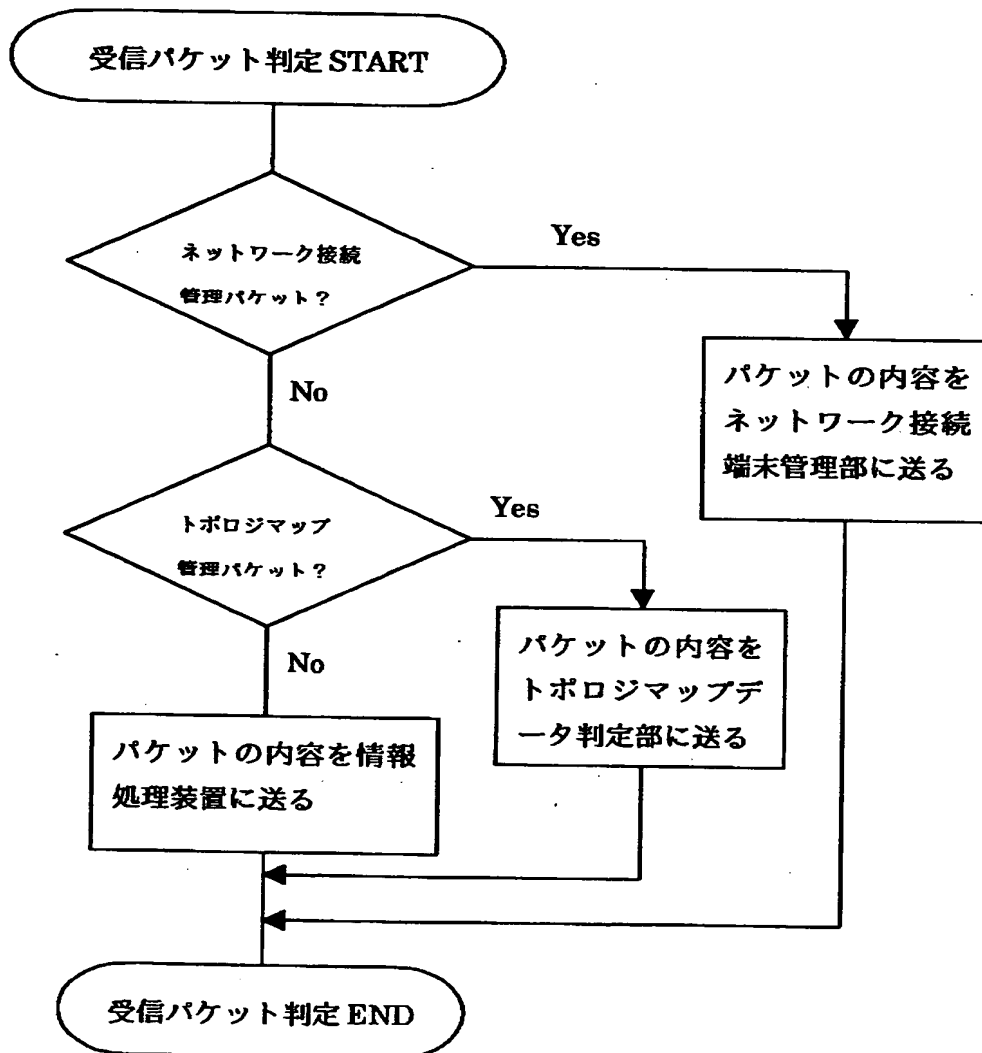 受信パケット判定 START
ネットワーク接続
管理パケット?
Yes
No
パケットの内容を
ネットワーク接続
端末管理部に送る
トポロジマップ
管理パケット?
Yes
No
パケットの内容を
トポロジマップデ
ータ判定部に送る
パケットの内容を情報
処理装置に送る
受信パケット判定 END